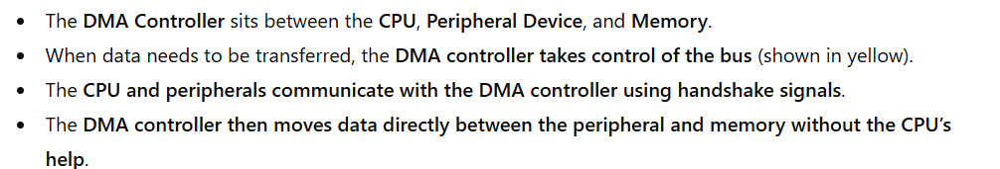 • The DMA Controller sits between the CPU, Peripheral Device, and Memory.
• When data needs to be transferred, the DMA controller takes control of the bus (shown in yellow).
• The CPU and peripherals communicate with the DMA controller using handshake signals.
• The DMA controller then moves data directly between the peripheral and memory without the CPU’s
help.